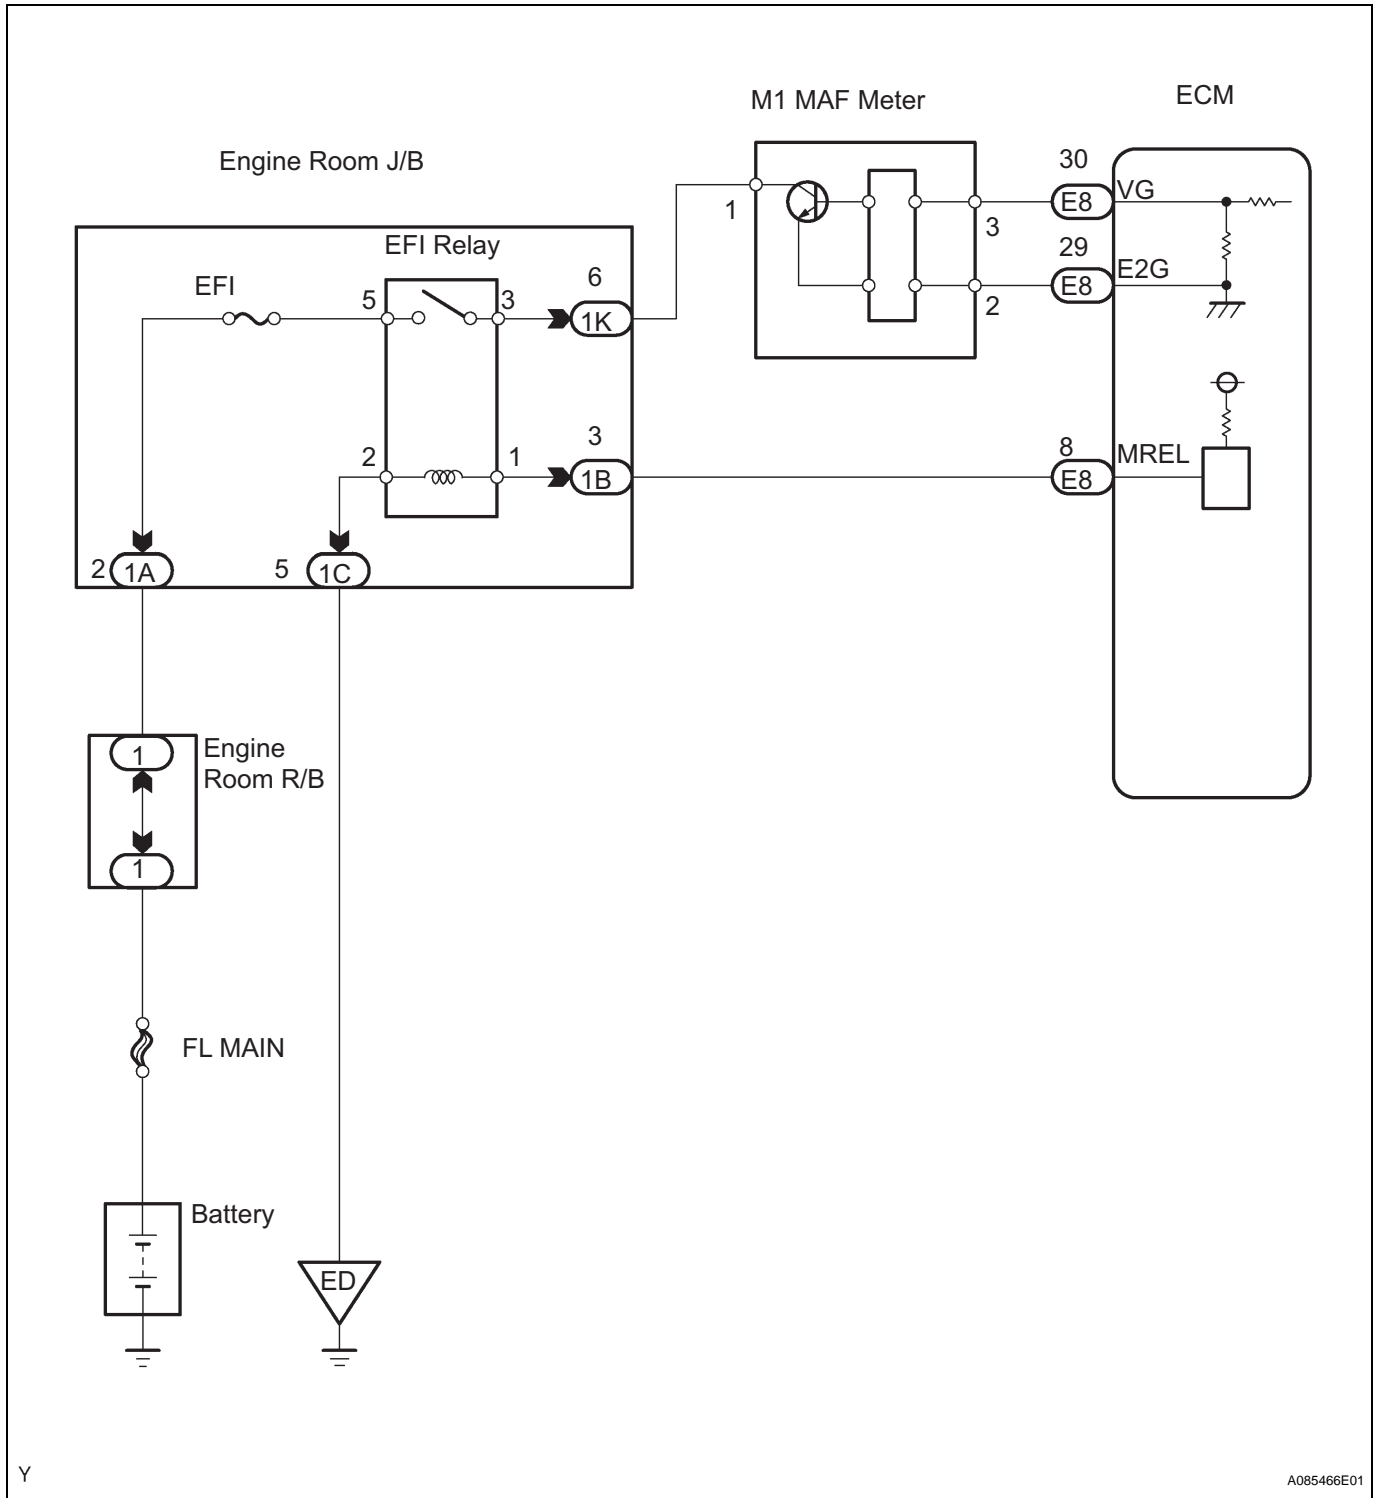 M1 MAF Meter
ECM
Engine Room J/B
EFI Relay
EFI
5
3
6
1K
1
3
2
30
E8
VG
29
E8
E2G
2
1
3
1B
8
E8
MREL
2
1A
5
1C
1
Engine
Room R/B
1
FL MAIN
Battery
ED
Y
A085466E01